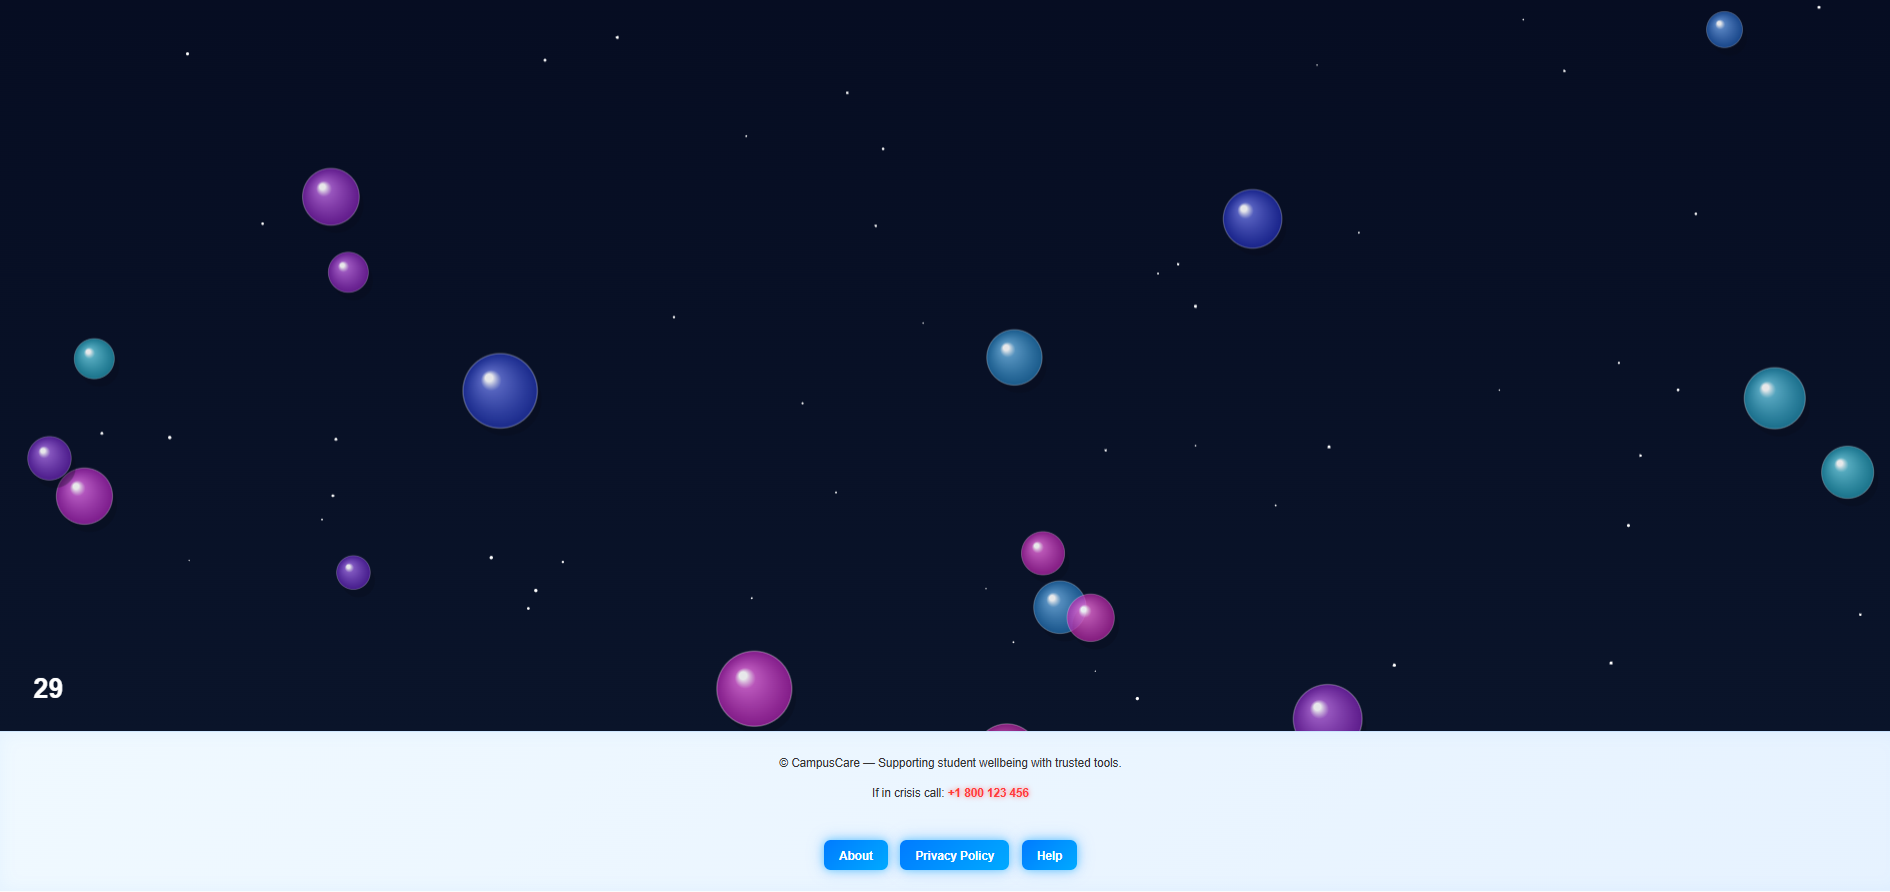 29
© CampusCare — Supporting student wellbeing with trusted tools.
If in crisis call: +1 800 123 456
About Privacy Policy Help